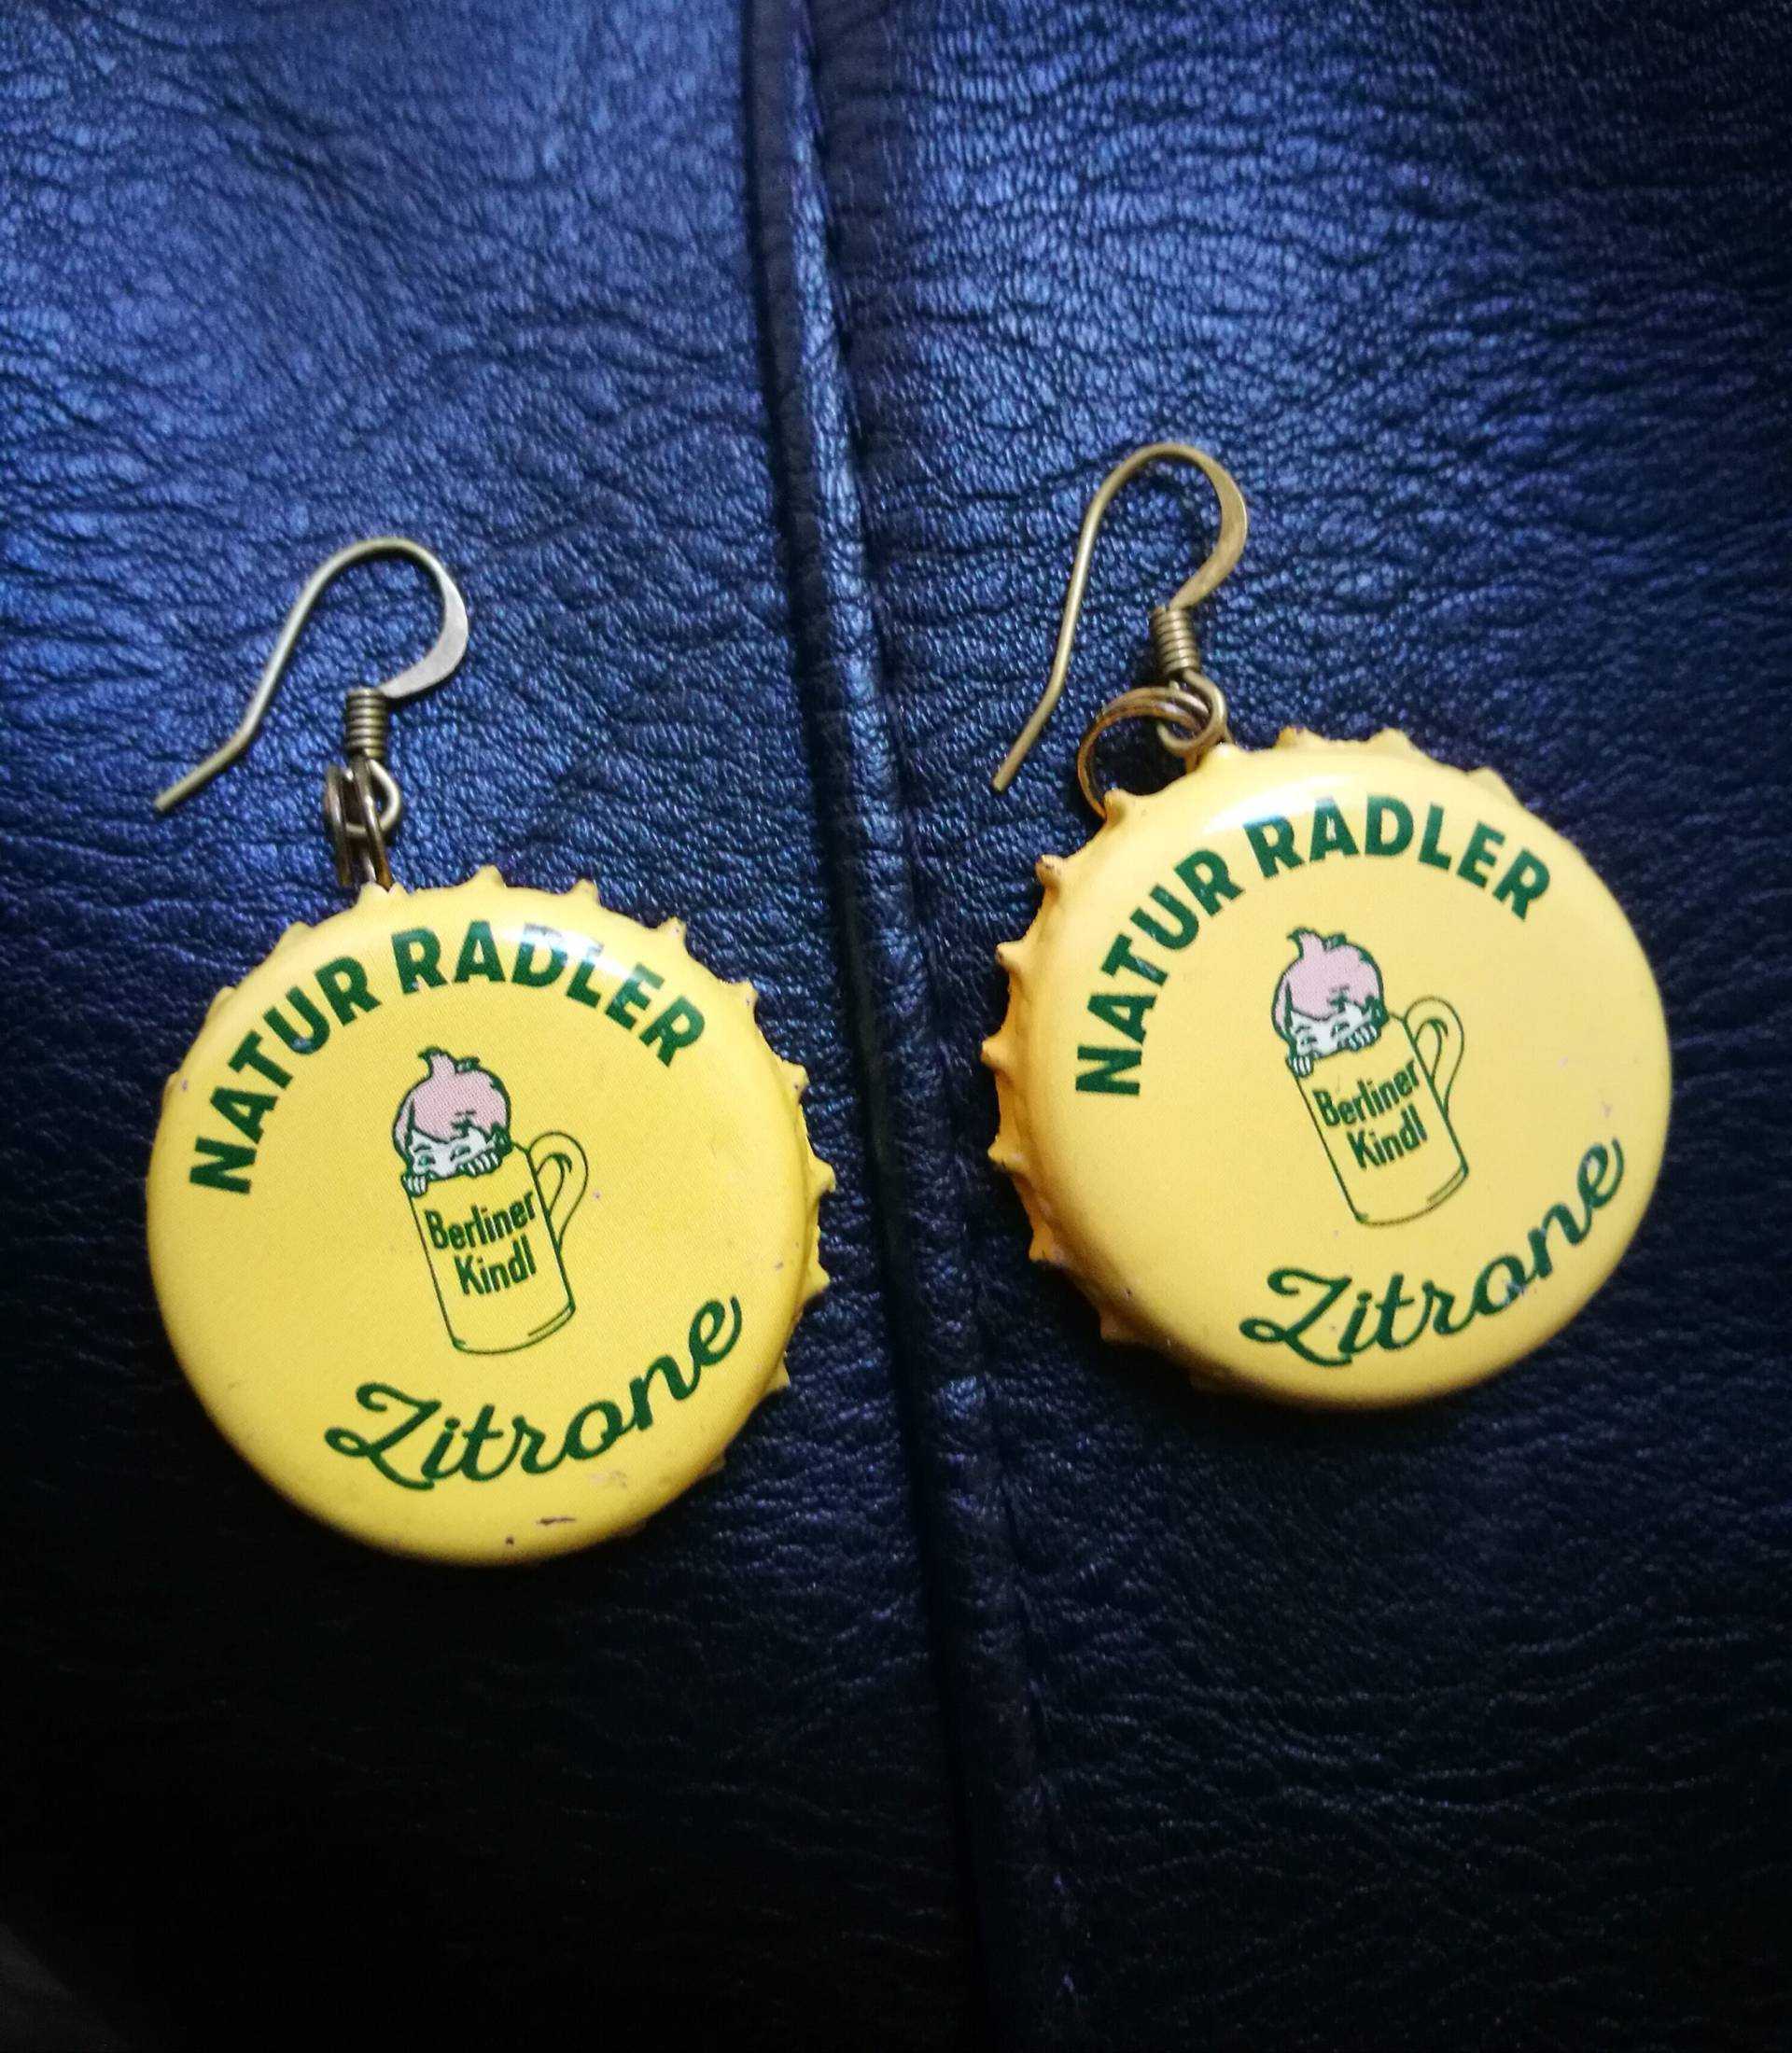 NATUR RADLER
Berliner
Kindl
Zitrone
NATUR RADLER
Berliner
Kindl
Zitrone